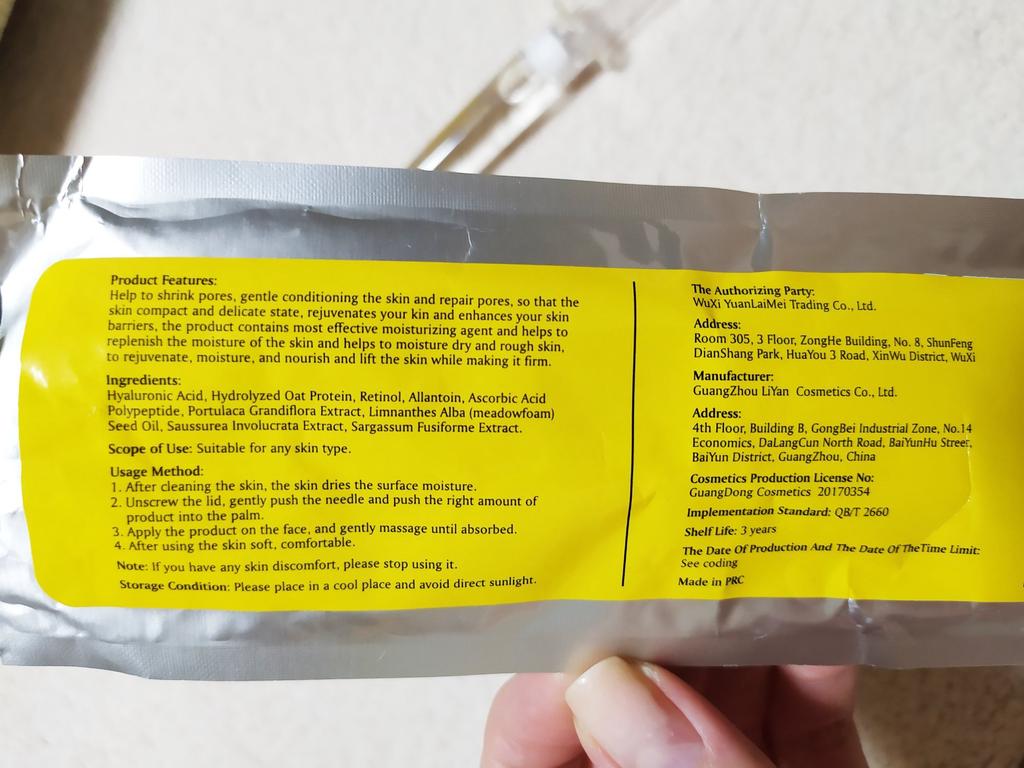 Product Features:
Help to shrink pores, gentle conditioning the skin and repair pores, so that the
skin compact and delicate state, rejuvenates your kin and enhances your skin
barriers, the product contains most effective moisturizing agent and helps to
replenish the moisture of the skin and helps to moisture dry and rough skin,
to rejuvenate, moisture, and nourish and lift the skin while making it firm.
Ingredients:
Hyaluronic Acid, Hydrolyzed Oat Protein, Retinol, Allantoin, Ascorbic Acid
Polypeptide, Portulaca Grandiflora Extract, Limnanthes Alba (meadowfoam)
Seed Oil, Saussurea Involucrata Extract, Sargassum Fusiforme Extract.
Scope of Use: Suitable for any skin type.
Usage Method:
1. After cleaning the skin, the skin dries the surface moisture.
2. Unscrew the lid, gently push the needle and push the right amount of
product into the palm.
3. Apply the product on the face, and gently massage until absorbed.
4. After using the skin soft, comfortable.
Note: If you have any skin discomfort, please stop using it.
Storage Condition: Please place in a cool place and avoid direct sunlight.
The Authorizing Party:
WuXi YuanLaiMei Trading Co., Ltd.
Address:
Room 305, 3 Floor, ZongHe Building, No. 8, ShunFeng
DianShang Park, HuaYou 3 Road, XinWu District, WuXi
Manufacturer:
GuangZhou LiYan Cosmetics Co., Ltd.
Address:
4th Floor, Building B, GongBei Industrial Zone, No.14
Economics, DaLangCun North Road, BaiYunHu Street,
BaiYun District, GuangZhou, China
Cosmetics Production License No:
GuangDong Cosmetics 20170354
Implementation Standard: QB/T 2660
Shelf Life: 3 years
The Date Of Production And The Date Of TheTime Limit:
See coding
Made in PRC